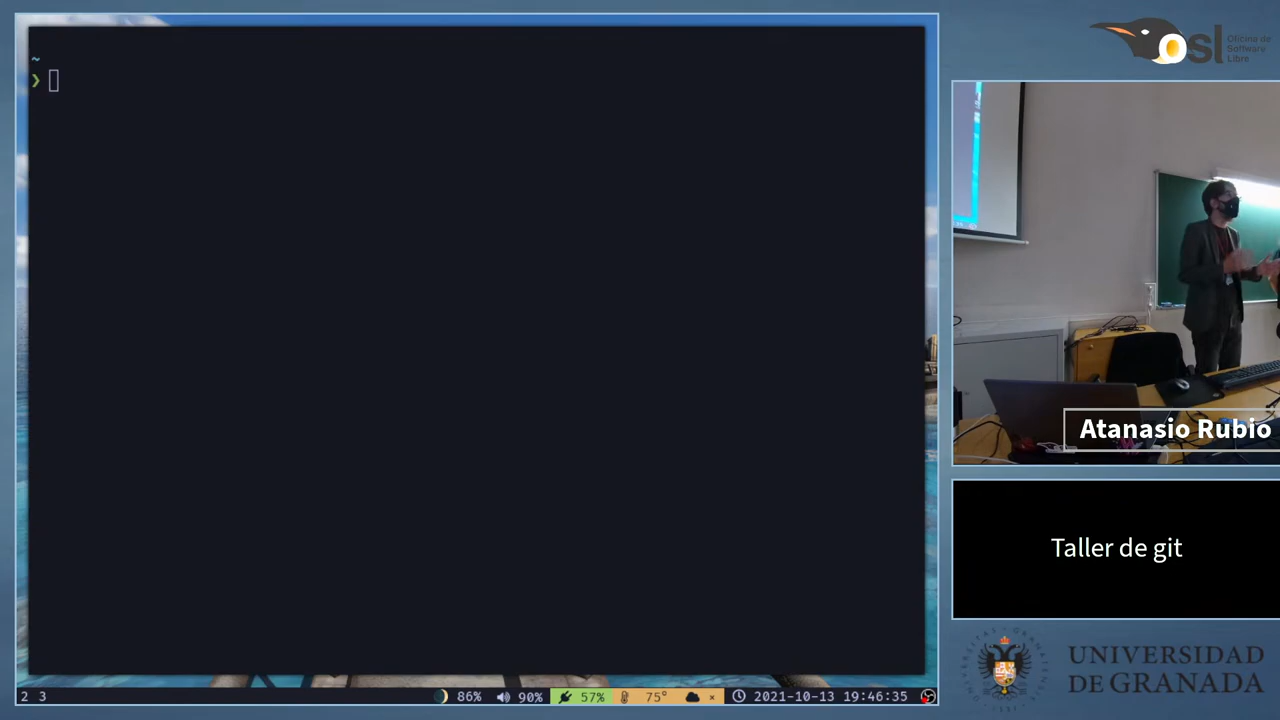 ~
❯
2 3
86% 90% 57% 75° × 2021-10-13 19:46:35
osl
Oficina de
Software
Libre
Atanasio Rubio
Taller de git
UNIVERSIDAD
DE GRANADA